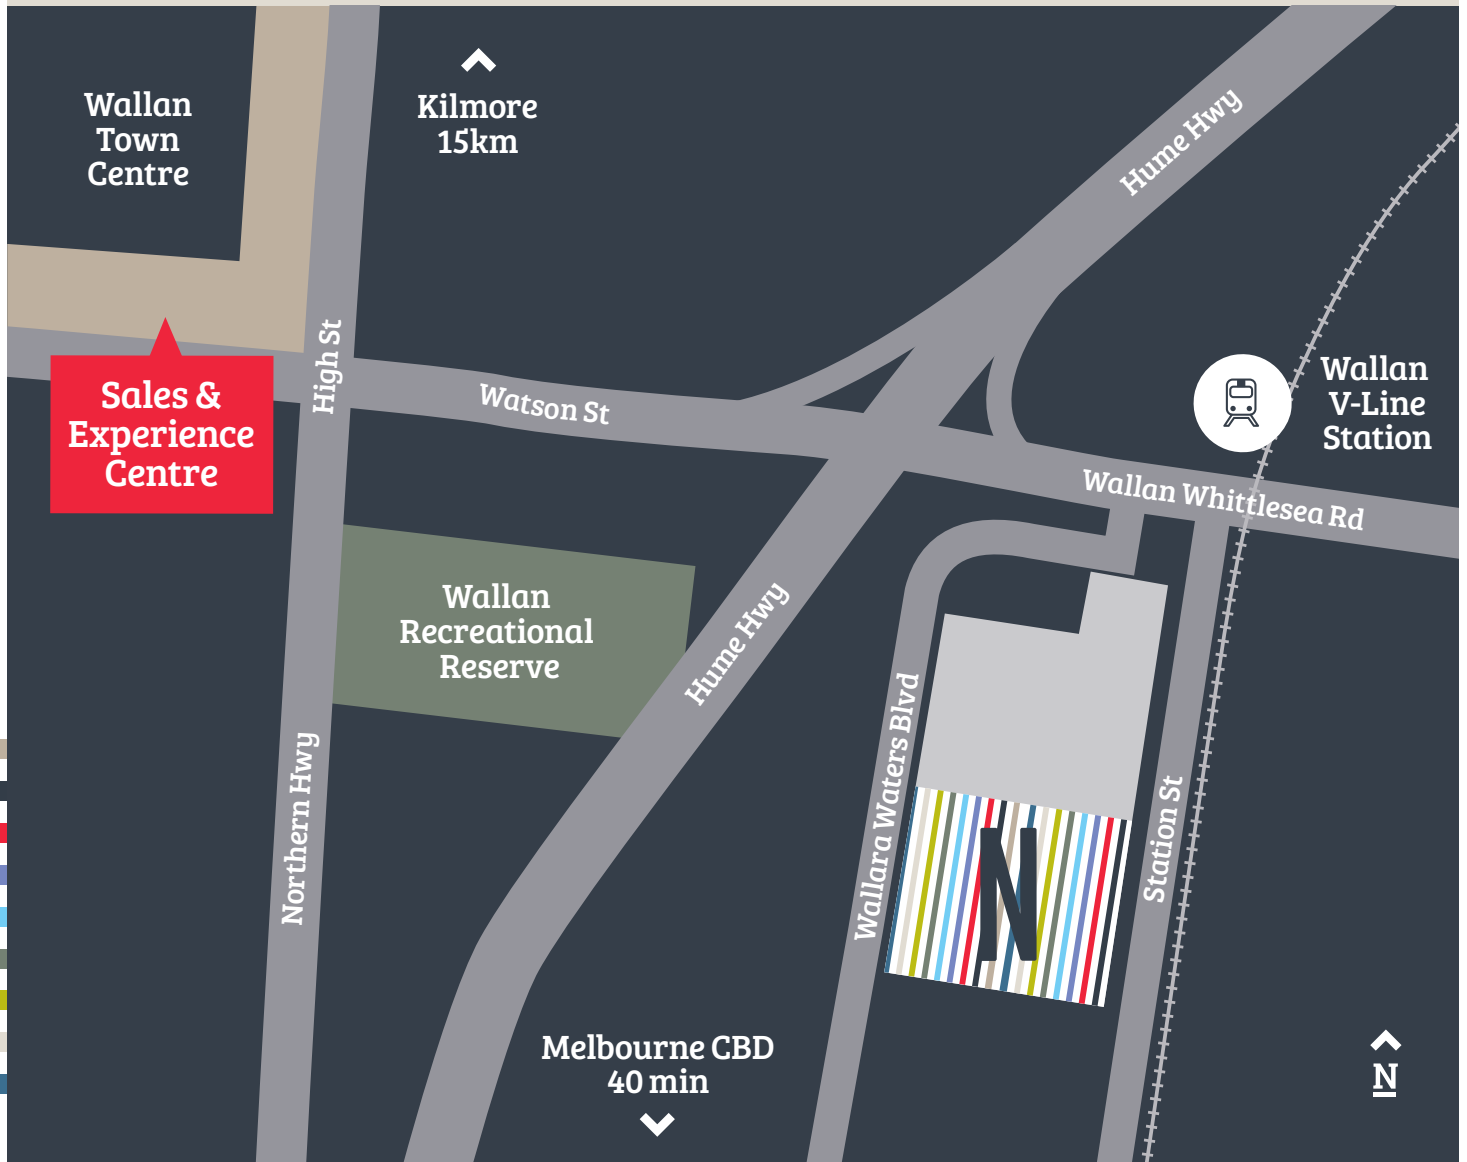 Wallan
Town
Centre
Kilmore
15km
Hume Hwy
High St
Sales &
Experience
Centre
Watson St
Wallan
V-Line
Station
Wallan Whittlesea Rd
Wallan
Recreational
Reserve
Hume Hwy
Northern Hwy
Wallara Waters Blvd
N
Station St
Melbourne CBD
40 min
N